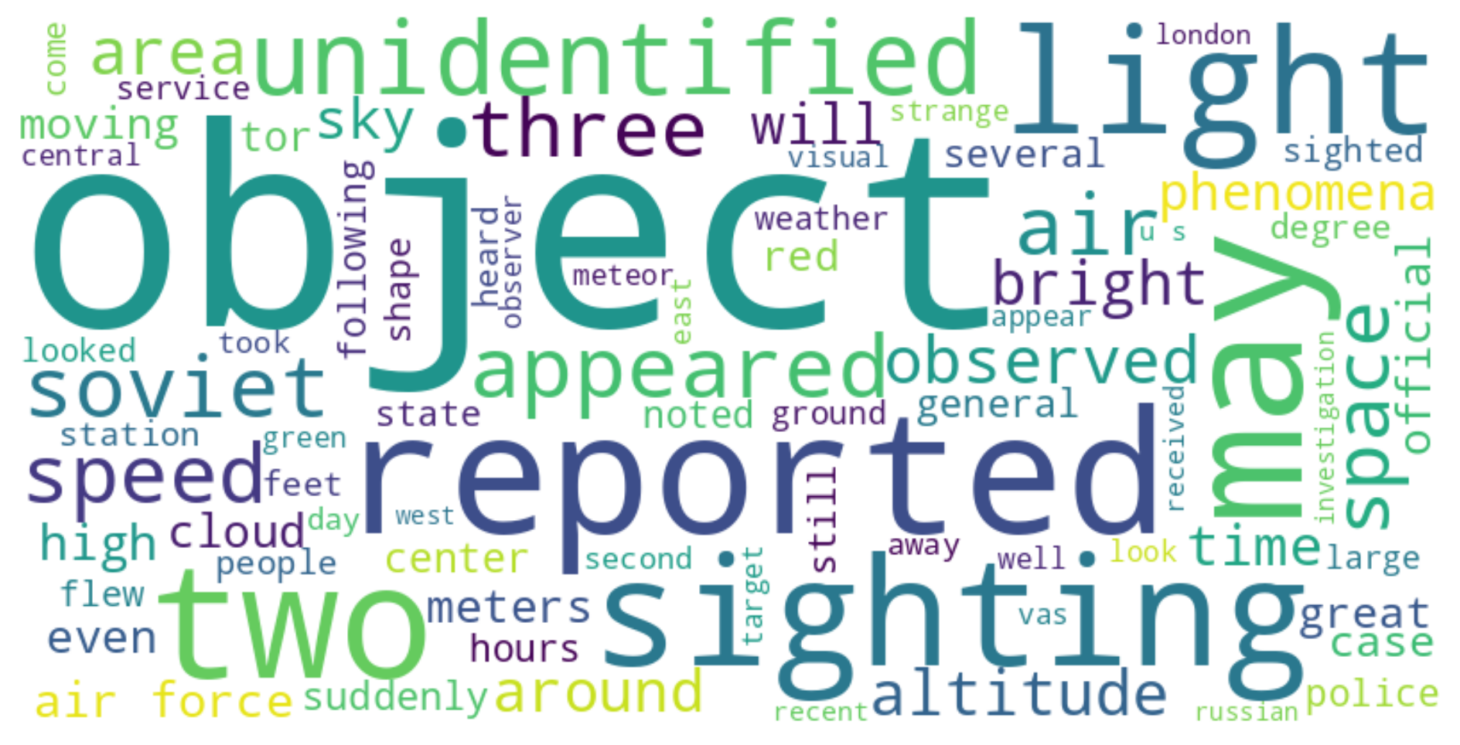 come
area
unidentified
light
london
service
moving
tor
sky
three
will
strange
central
object
visual
several
sighted
following
shape
heard
observer
weather
red
meteor
east
air
u s
phenomena
degree
bright
appear
may
official
space
investigation
looked
took
soviet
appeared
observed
state
noted
ground
general
received
station
green
speed
feet
reported
still
west
day
high
cloud
people
center
second
target
away
well
look
time
large
flew
two
meters
sighting
vas
great
even
hours
case
air force
suddenly
around
altitude
recent
russian
police